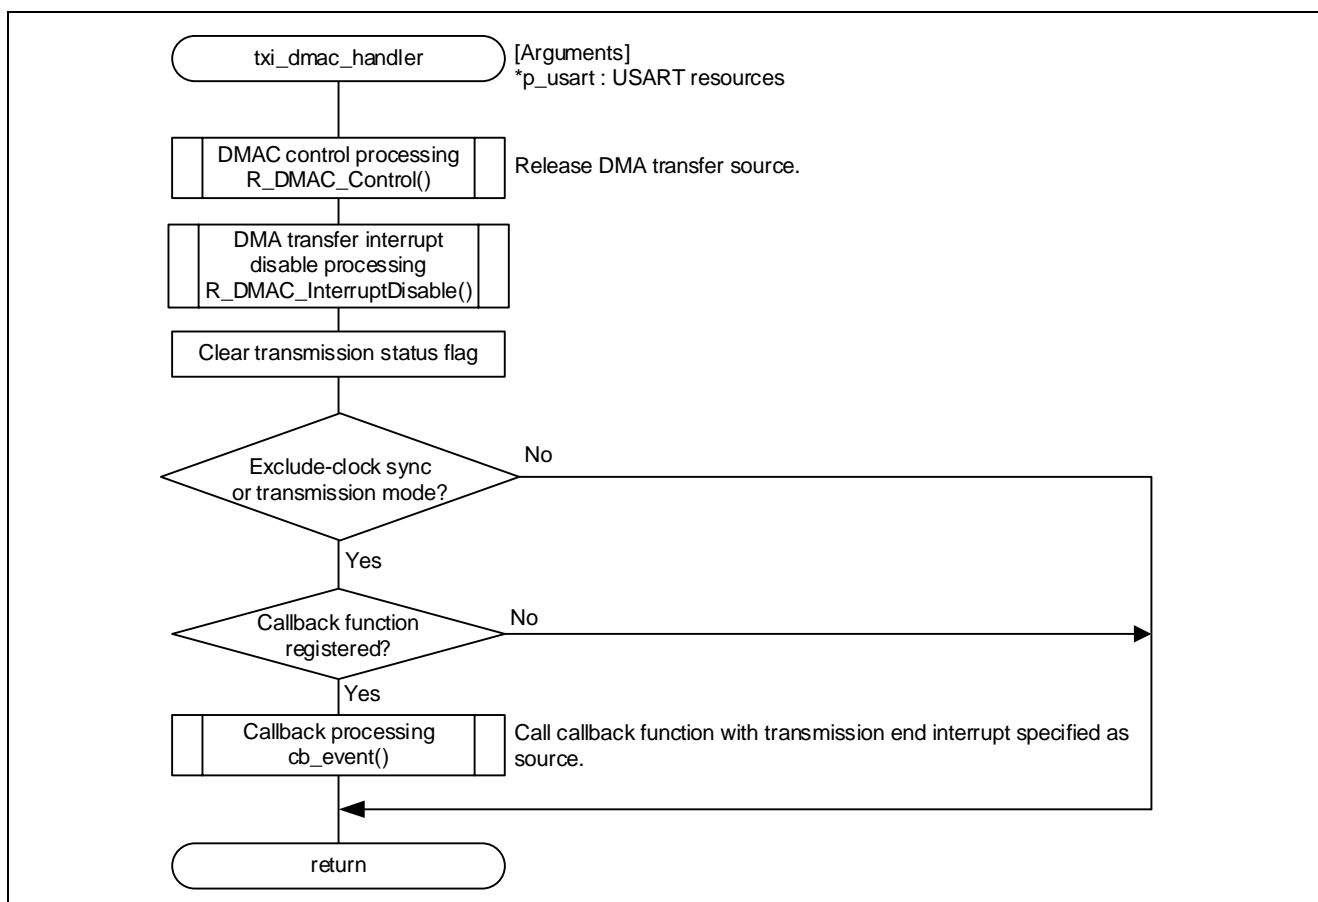 txi_dmac_handler
[Arguments]
*p_usart : USART resources
DMAC control processing
R_DMAC_Control()
Release DMA transfer source.
DMA transfer interrupt
disable processing
R_DMAC_InterruptDisable()
Clear transmission status flag
Exclude-clock sync
or transmission mode?
No
Yes
Callback function
registered?
No
Yes
Callback processing
cb_event()
Call callback function with transmission end interrupt specified as
source.
return